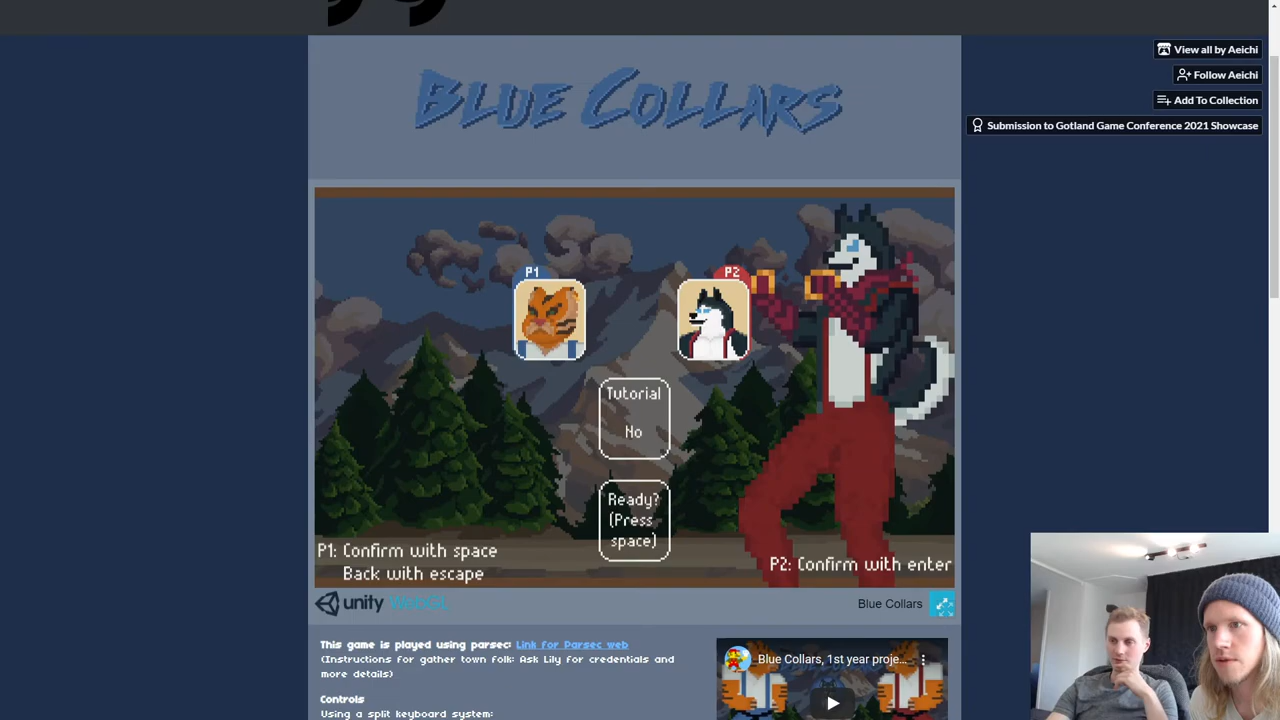 View all by Aeichi
Follow Aeichi
Add To Collection
Submission to Gotland Game Conference 2021 Showcase
BLUE COLLARS
P1
P2
Tutorial
No
Ready?
(Press
space)
P1: Confirm with space
Back with escape
P2: Confirm with enter
unity WebGL
Blue Collars
This game is played using parsec: Link for Parsec web
(Instructions for gather town folk: Ask Lily for credentials and
more details)
Controls
Using a split keyboard system:
Blue Collars, 1st year proje...